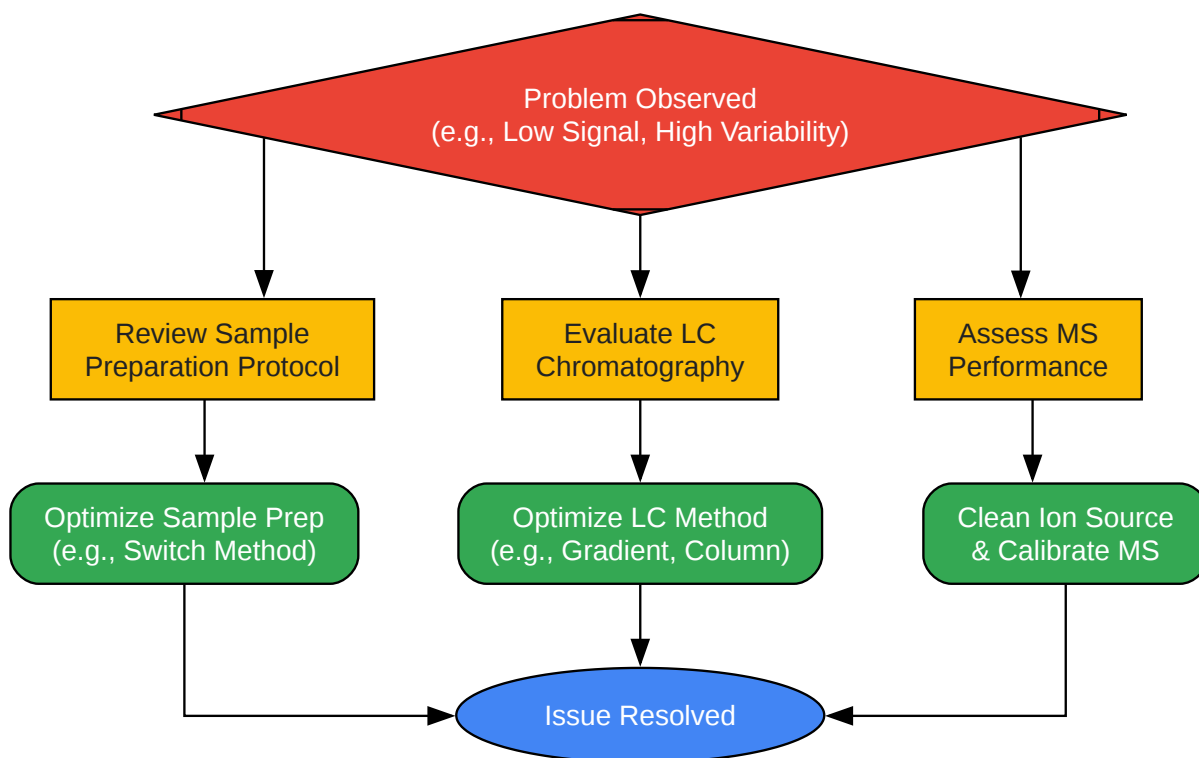 Problem Observed
(e.g., Low Signal, High Variability)
Review Sample
Preparation Protocol
Evaluate LC
Chromatography
Assess MS
Performance
Optimize Sample Prep
(e.g., Switch Method)
Optimize LC Method
(e.g., Gradient, Column)
Clean Ion Source
& Calibrate MS
Issue Resolved